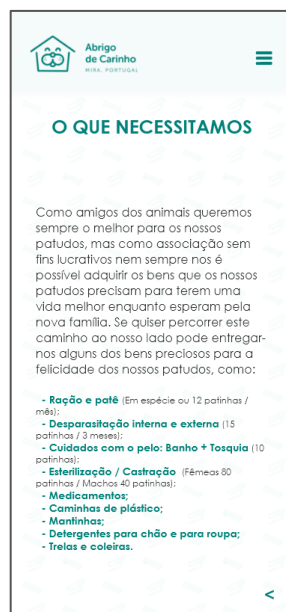 Abrigo
de Carinho
MIRA, PORTUGAL
O QUE NECESSITAMOS
Como amigos dos animais queremos
sempre o melhor para os nossos
patudos, mas como associação sem
fins lucrativos nem sempre nos é
possível adquirir os bens que os nossos
patudos precisam para terem uma
vida melhor enquanto esperam pela
nova família. Se quiser percorrer este
caminho ao nosso lado pode entregar-
nos alguns dos bens preciosos para a
felicidade dos nossos patudos, como:
- Ração e patê (Em espécie ou 12 patinhas /
mês);
- Desparasitação interna e externa (15
patinhas / 3 meses);
- Cuidados com o pelo: Banho + Tosquia (10
patinhas);
- Esterilização / Castração (Fêmeas 80
patinhas / Machos 40 patinhas);
- Medicamentos;
- Caminhas de plástico;
- Mantinhas;
- Detergentes para chão e para roupa;
- Trelas e coleiras.
<